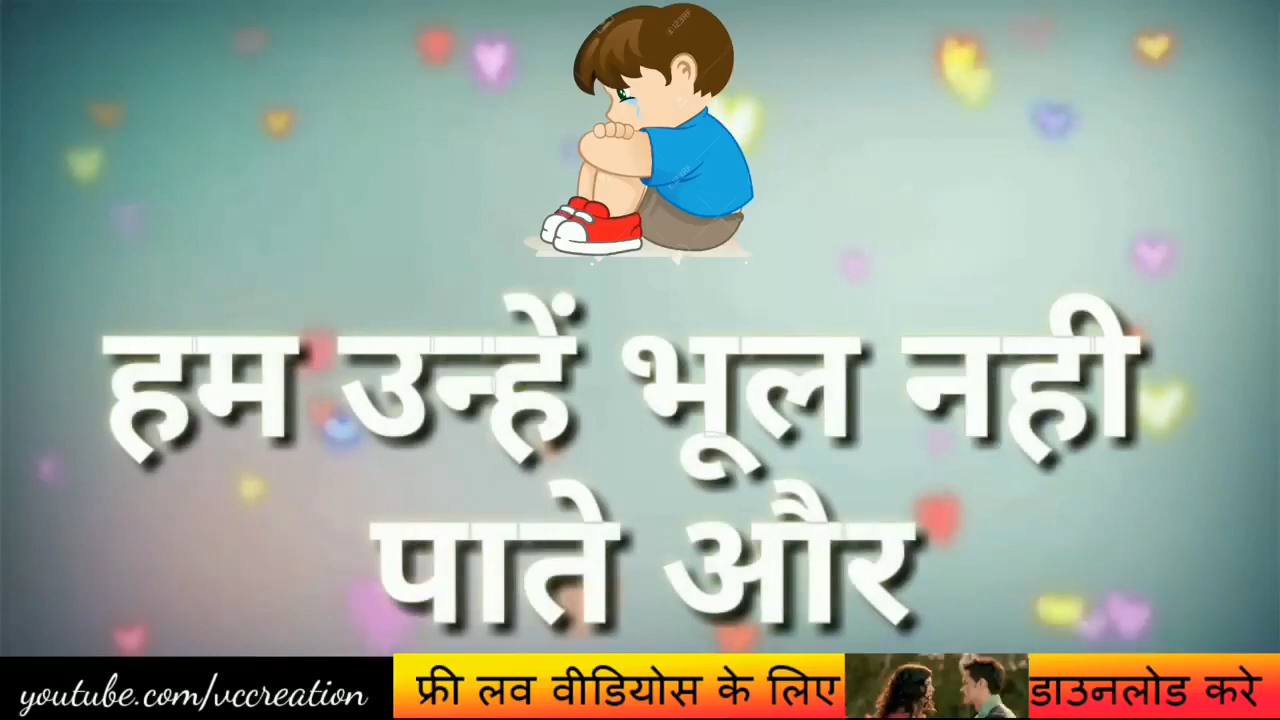 हम उन्हें भूल नही
पाते और
youtube.com/vccreation
फ्री लव वीडियोस के लिए डाउनलोड करे